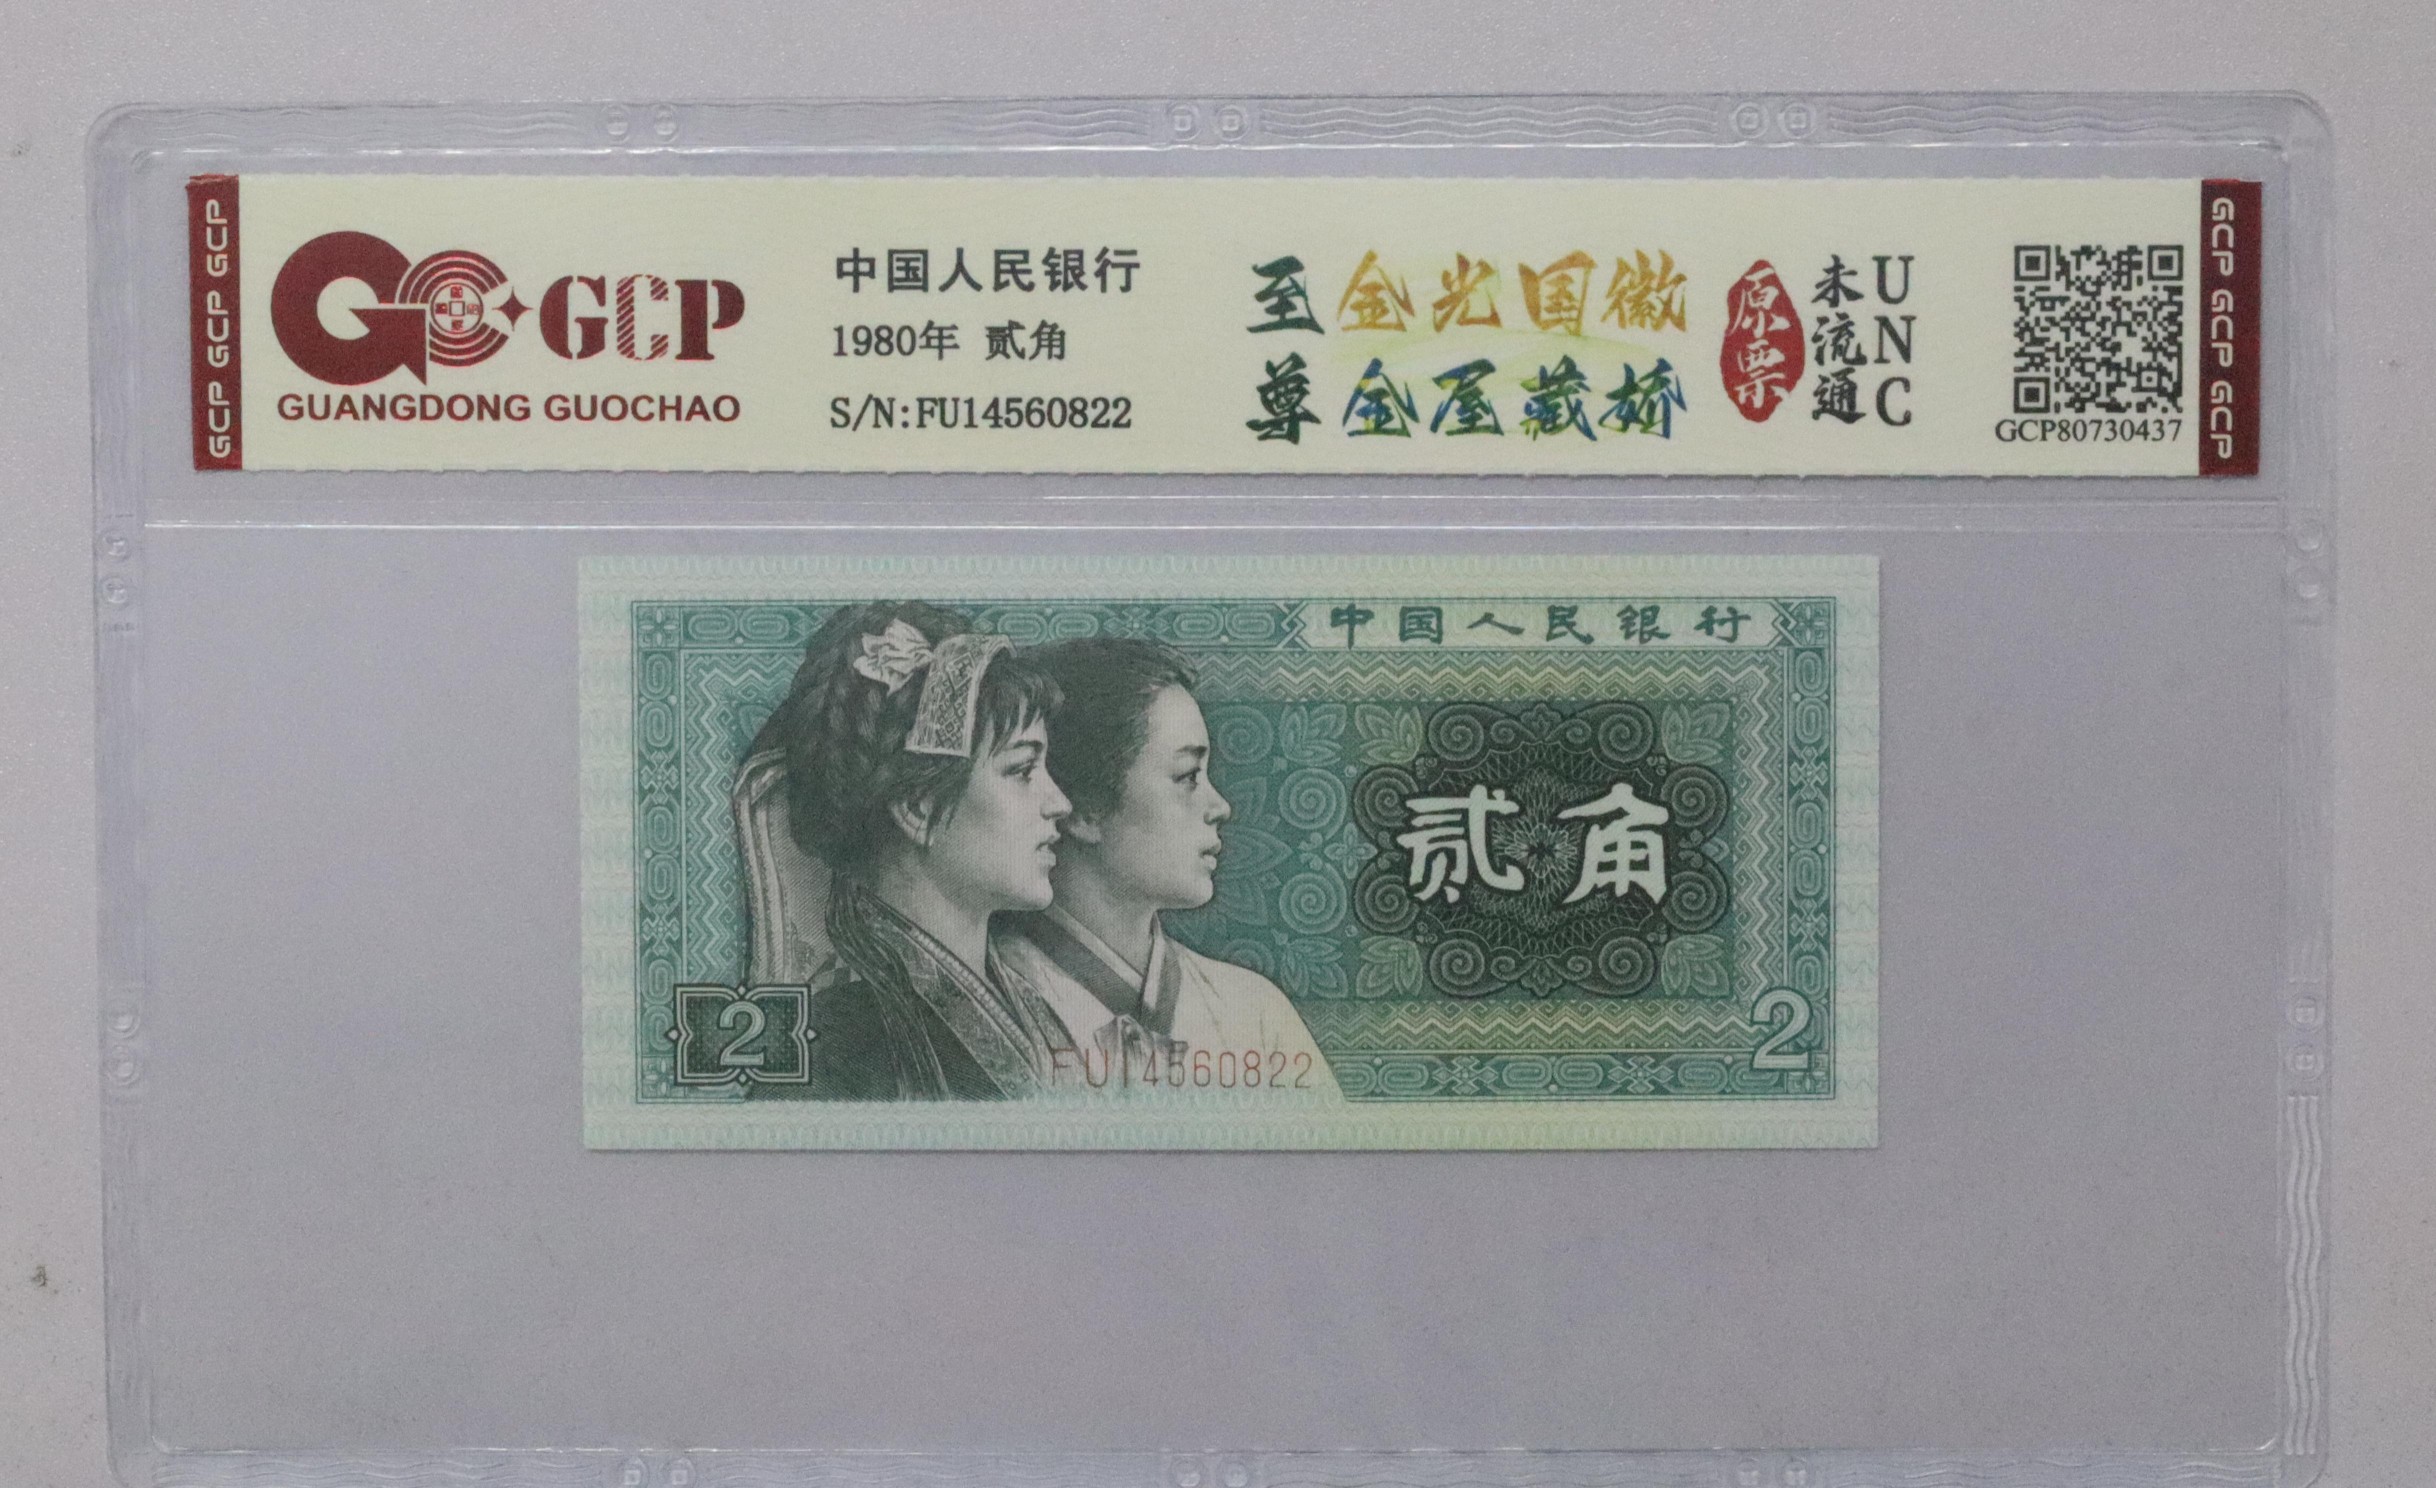 GCP GCP GCP
GCP
GUANGDONG GUOCHAO
中国人民银行
1980年 贰角
S/N:FU14560822
至尊
金光国徽
金屋藏娇
原票
未流通
UNC
GCP80730437
GCP GCP GCP
中国人民银行
贰角
2
FU14560822
2